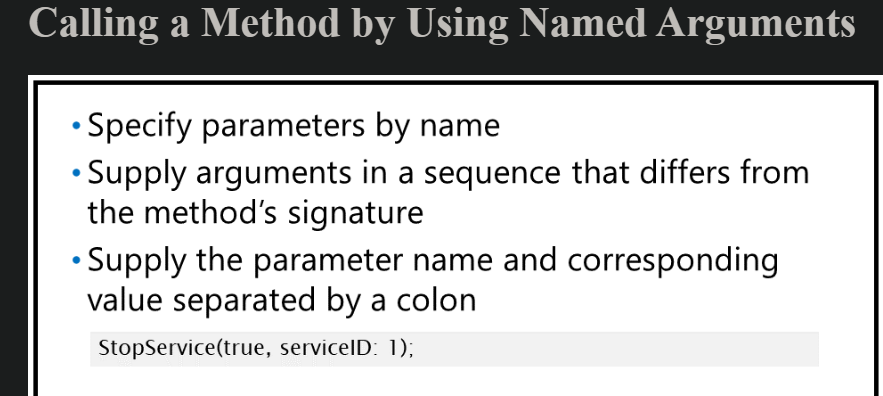 Calling a Method by Using Named Arguments
• Specify parameters by name
• Supply arguments in a sequence that differs from
the method's signature
• Supply the parameter name and corresponding
value separated by a colon
StopService(true, serviceID: 1);